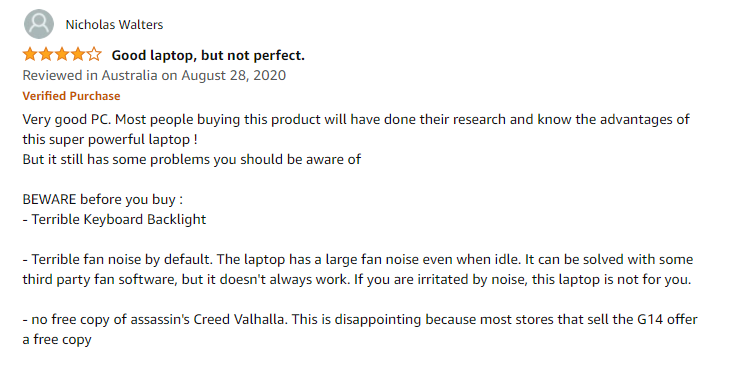 Nicholas Walters
Good laptop, but not perfect.
Reviewed in Australia on August 28, 2020
Verified Purchase
Very good PC. Most people buying this product will have done their research and know the advantages of
this super powerful laptop !
But it still has some problems you should be aware of
BEWARE before you buy :
- Terrible Keyboard Backlight
- Terrible fan noise by default. The laptop has a large fan noise even when idle. It can be solved with some
third party fan software, but it doesn't always work. If you are irritated by noise, this laptop is not for you.
- no free copy of assassin's Creed Valhalla. This is disappointing because most stores that sell the G14 offer
a free copy